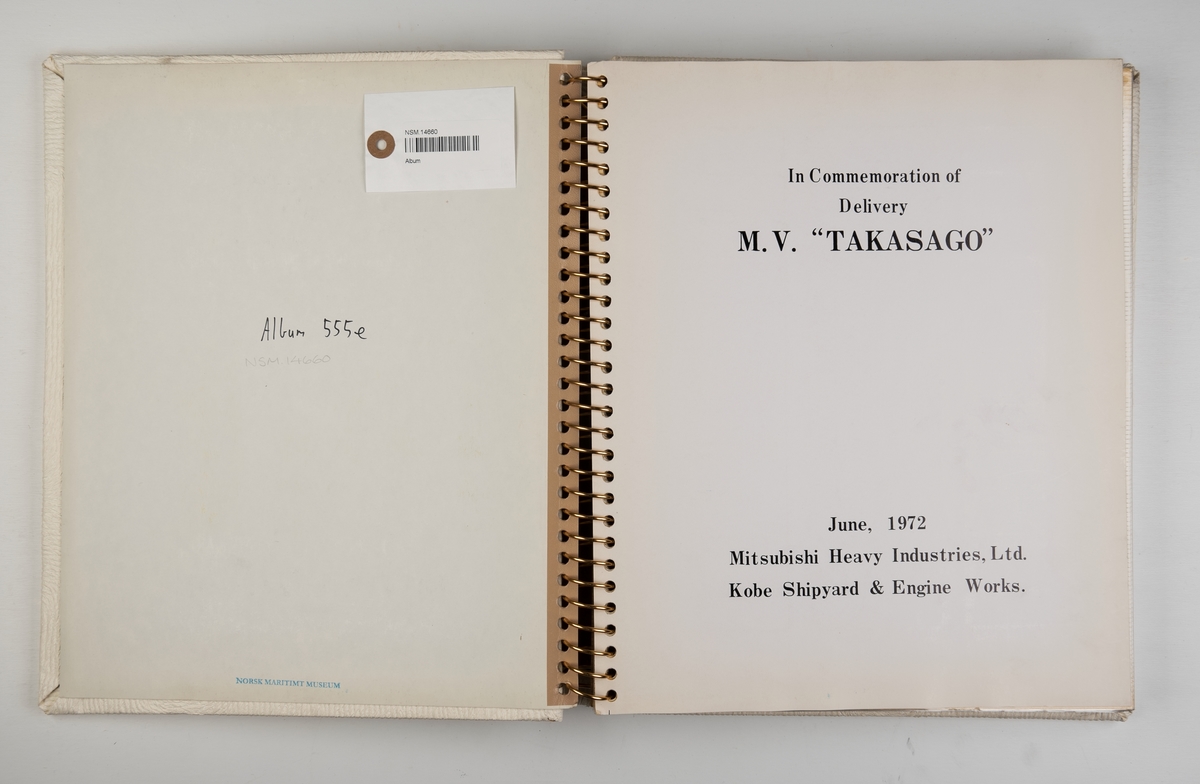 NSM.14660
Album
Album 555e
NSM.14660
NORSK MARITIMT MUSEUM
In Commemoration of
Delivery
M.V. “TAKASAGO”
June, 1972
Mitsubishi Heavy Industries, Ltd.
Kobe Shipyard & Engine Works.